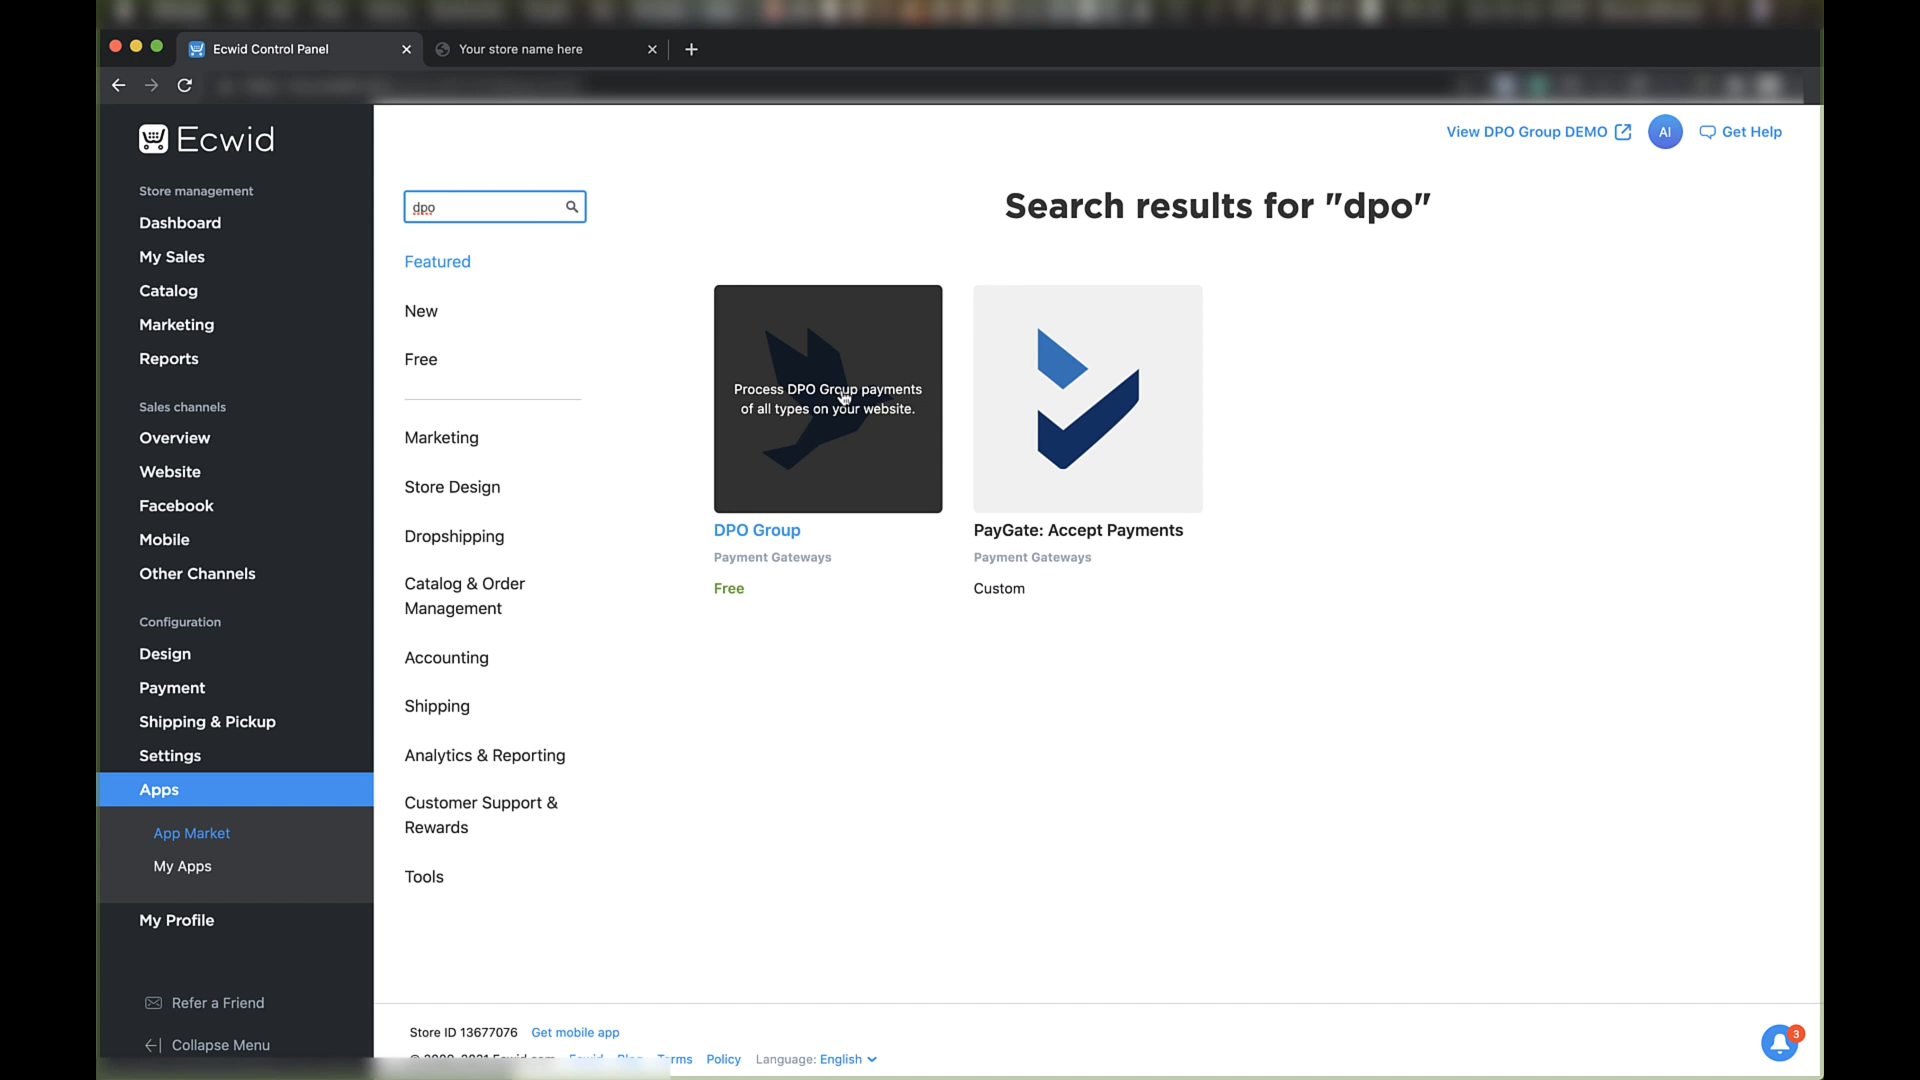 Ecwid Control Panel
Your store name here
Ecwid
Store management
Dashboard
My Sales
Catalog
Marketing
Reports
Sales channels
Overview
Website
Facebook
Mobile
Other Channels
Configuration
Design
Payment
Shipping & Pickup
Settings
Apps
App Market
My Apps
My Profile
Refer a Friend
Collapse Menu
View DPO Group DEMO
AI
Get Help
dpo
Featured
New
Free
Marketing
Store Design
Dropshipping
Catalog & Order
Management
Accounting
Shipping
Analytics & Reporting
Customer Support &
Rewards
Tools
Search results for "dpo"
Process DPO Group payments
of all types on your website.
DPO Group
Payment Gateways
Free
PayGate: Accept Payments
Payment Gateways
Custom
Store ID 13677076 Get mobile app
Policy Language: English
3